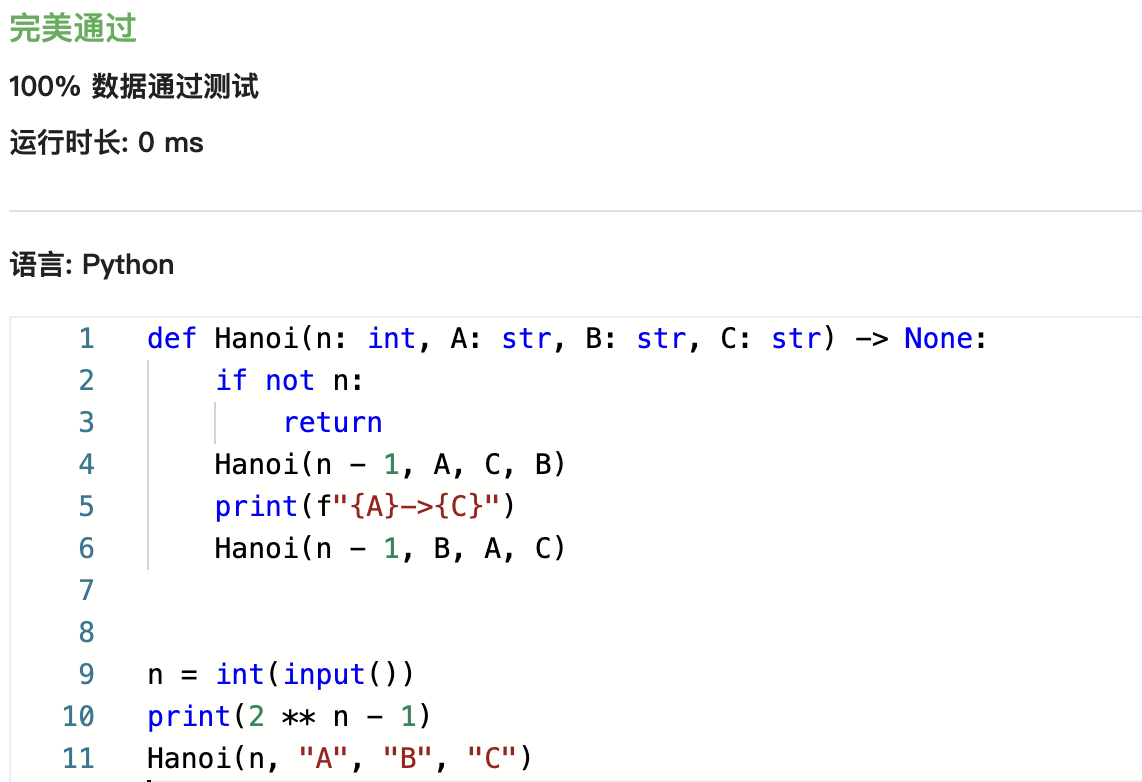 完美通过
100% 数据通过测试
运行时长: 0 ms
语言: Python
1 def Hanoi(n: int, A: str, B: str, C: str) -> None:
2     if not n:
3         return
4     Hanoi(n - 1, A, C, B)
5     print(f"{A}->{C}")
6     Hanoi(n - 1, B, A, C)
7
8
9 n = int(input())
10 print(2 ** n - 1)
11 Hanoi(n, "A", "B", "C")